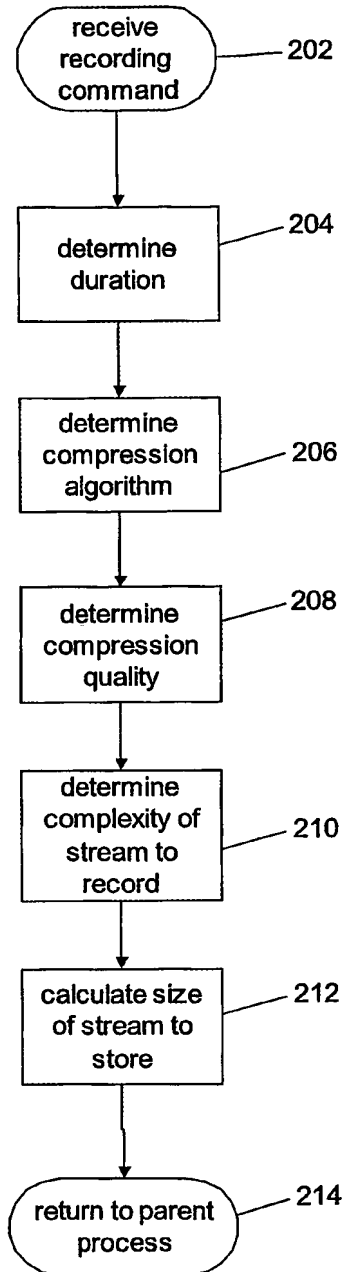 receive
recording
command
202
determine
duration
204
determine
compression
algorithm
206
determine
compression
quality
208
determine
complexity of
stream to
record
210
calculate size
of stream to
store
212
return to parent
process
214